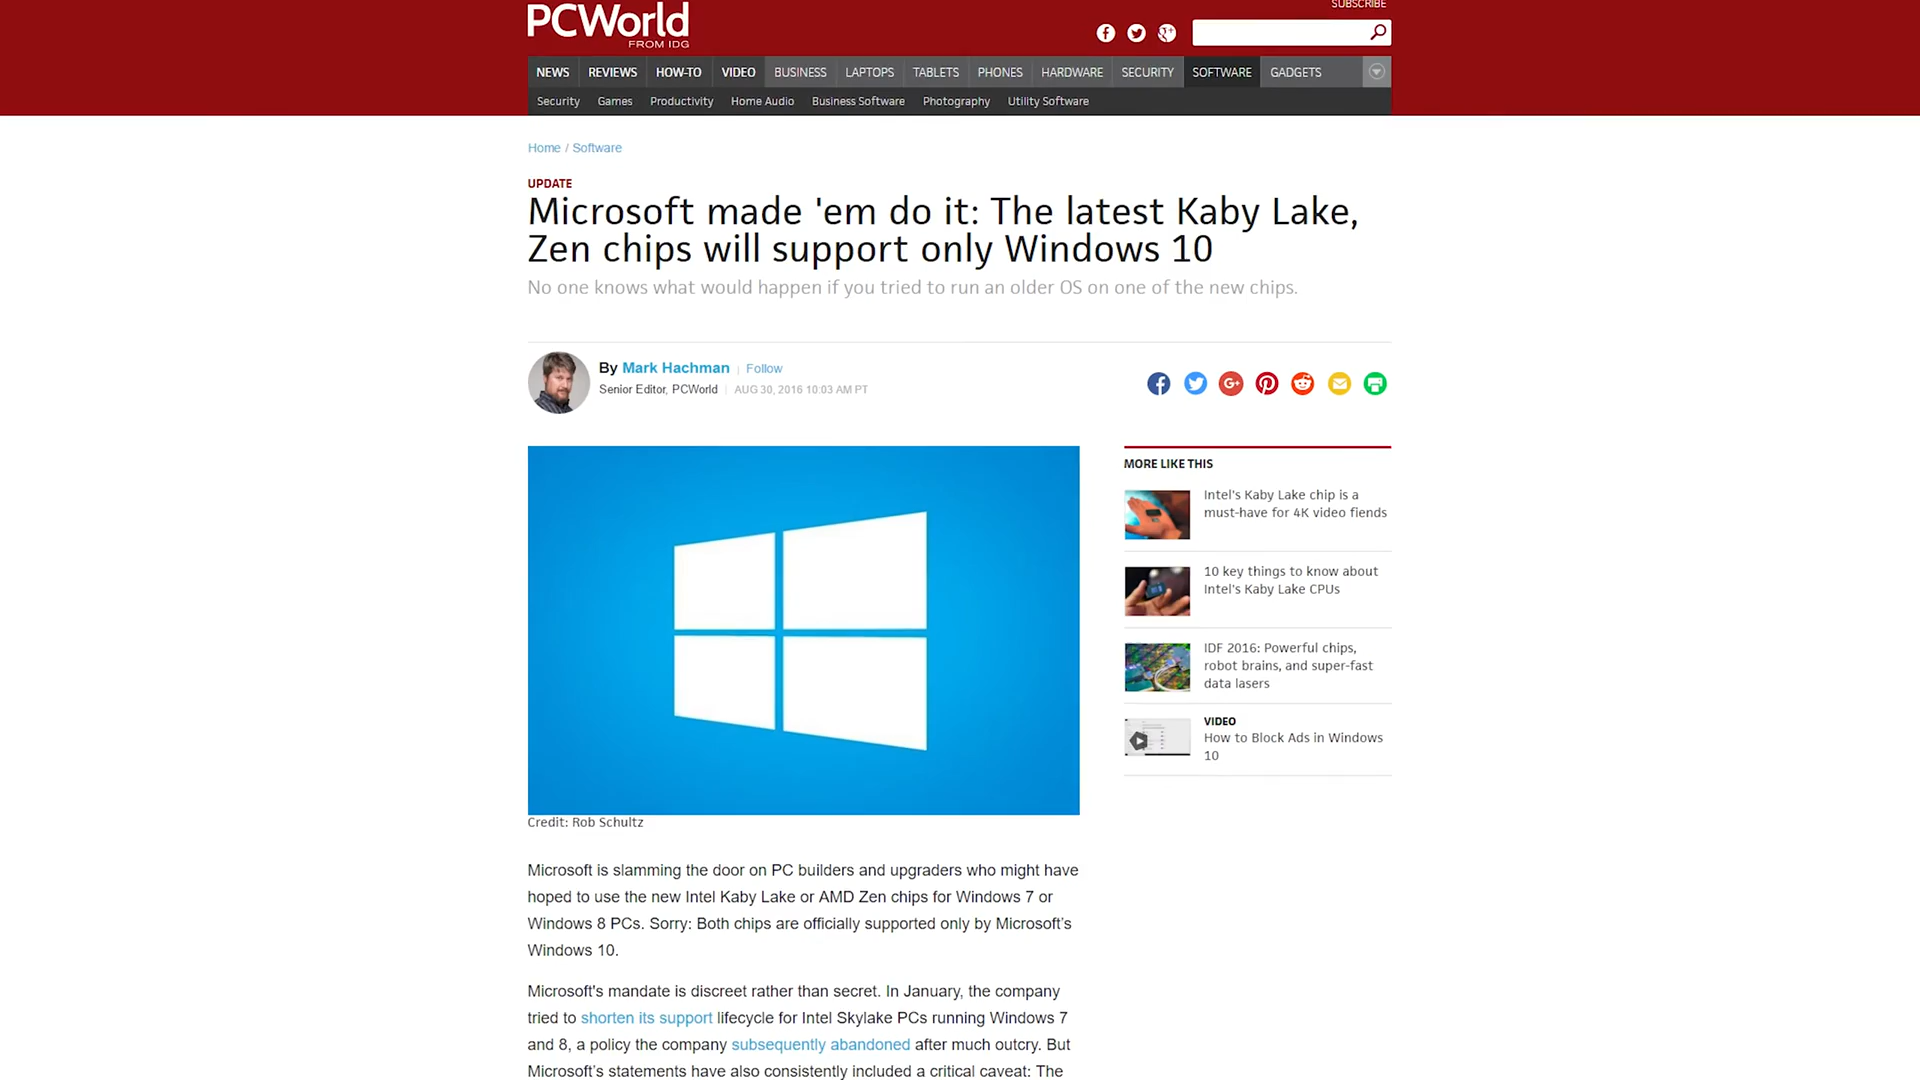 SUBSCRIBE
PCWorld
FROM IDG
NEWS REVIEWS HOW-TO VIDEO BUSINESS LAPTOPS TABLETS PHONES HARDWARE SECURITY SOFTWARE GADGETS
Security Games Productivity Home Audio Business Software Photography Utility Software
Home / Software
UPDATE
Microsoft made 'em do it: The latest Kaby Lake,
Zen chips will support only Windows 10
No one knows what would happen if you tried to run an older OS on one of the new chips.
By Mark Hachman | Follow
Senior Editor, PCWorld | AUG 30, 2016 10:03 AM PT
Credit: Rob Schultz
Microsoft is slamming the door on PC builders and upgraders who might have
hoped to use the new Intel Kaby Lake or AMD Zen chips for Windows 7 or
Windows 8 PCs. Sorry: Both chips are officially supported only by Microsoft's
Windows 10.
Microsoft's mandate is discreet rather than secret. In January, the company
tried to shorten its support lifecycle for Intel Skylake PCs running Windows 7
and 8, a policy the company subsequently abandoned after much outcry. But
Microsoft's statements have also consistently included a critical caveat: The
MORE LIKE THIS
Intel's Kaby Lake chip is a
must-have for 4K video fiends
10 key things to know about
Intel's Kaby Lake CPUs
IDF 2016: Powerful chips,
robot brains, and super-fast
data lasers
VIDEO
How to Block Ads in Windows
10